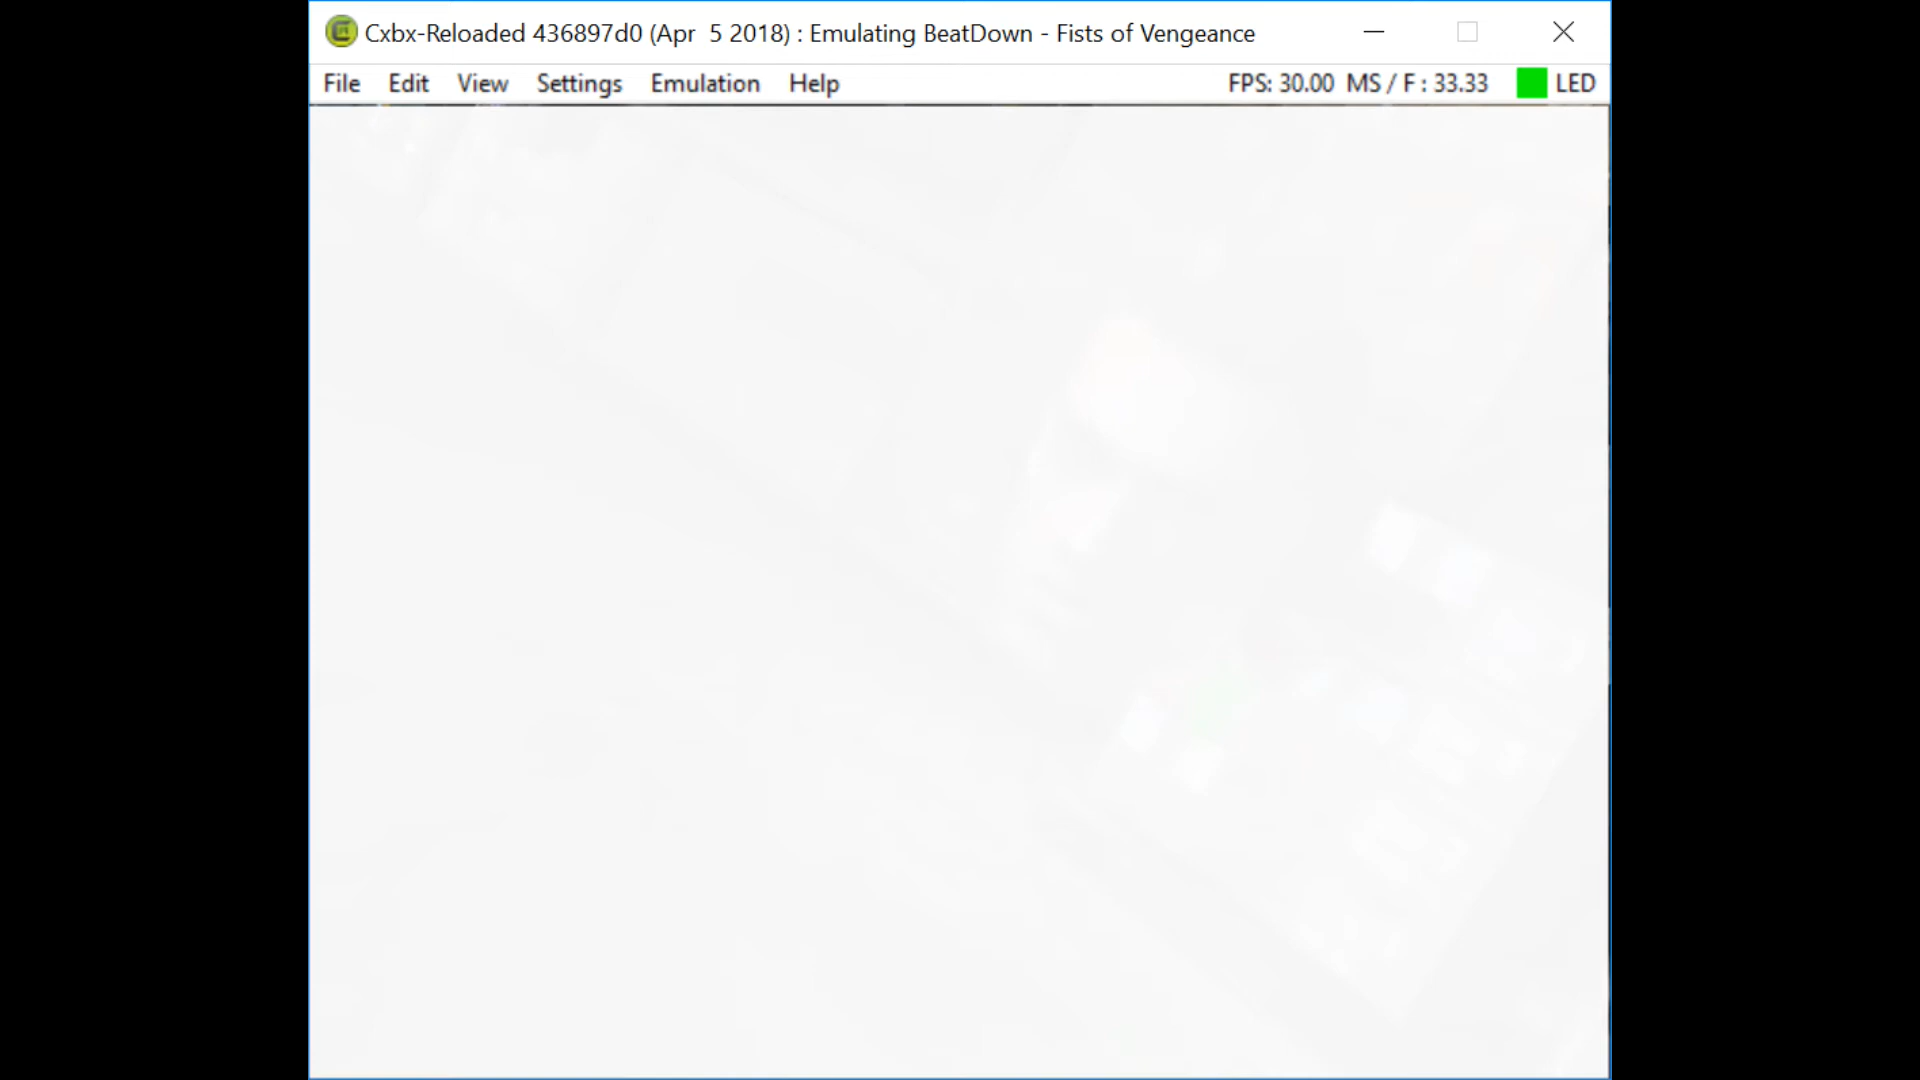 Cxbx-Reloaded 436897d0 (Apr  5 2018) : Emulating BeatDown - Fists of Vengeance
File Edit View Settings Emulation Help FPS: 30.00 MS / F : 33.33 LED